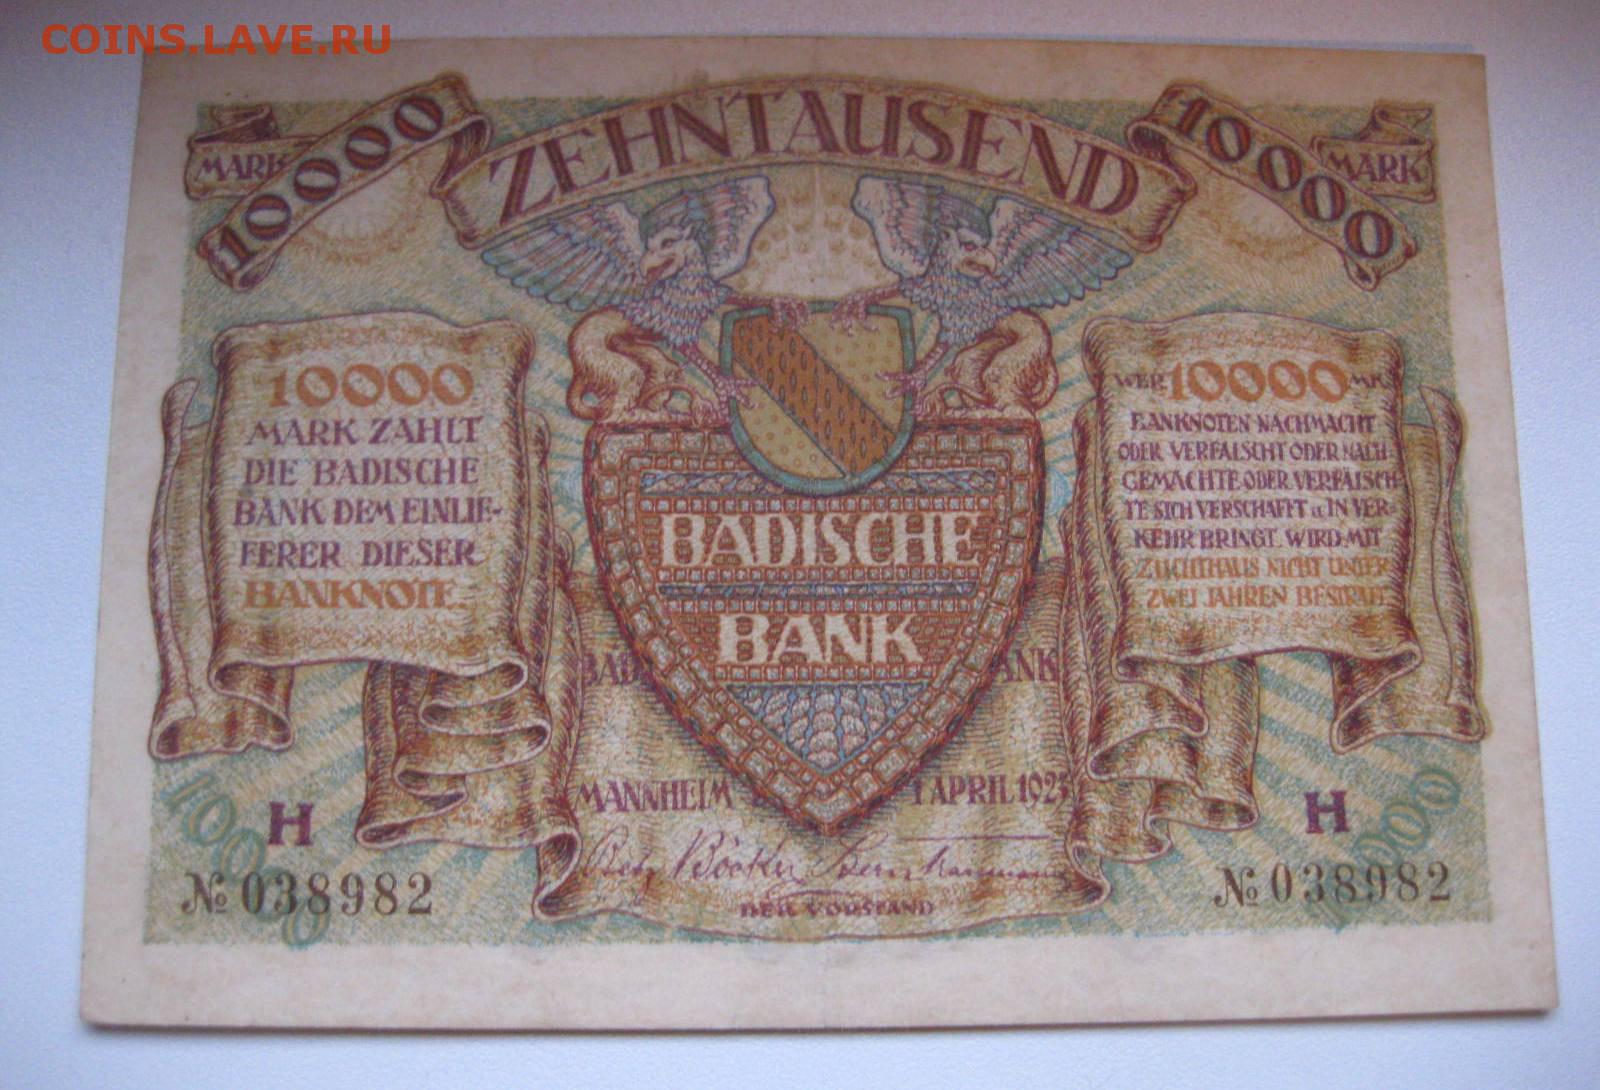 COINS.LAVE.RU
ZEHNTAUSEND
10000
MARK
10000
MARK
10000
MARK ZAHLT
DIE BADISCHE
BANK DEM EINLIE-
FERER DIESER
BANKNOTE.
WER 10000 MK.
BANKNOTEN NACHMACHT
ODER VERFÄLSCHT ODER NACH-
GEMACHTE ODER VERFÄLSCH-
TE SICH VERSCHAFFT u. IN VER-
KEHR BRINGT, WIRD MIT
ZUCHTHAUS NICHT UNTER
ZWEI JAHREN BESTRAFT
BADISCHE
BANK
BAD ANK
MANNHEIM 1 APRIL 1923
DER VORSTAND
H
№ 038982
H
№ 038982
10000